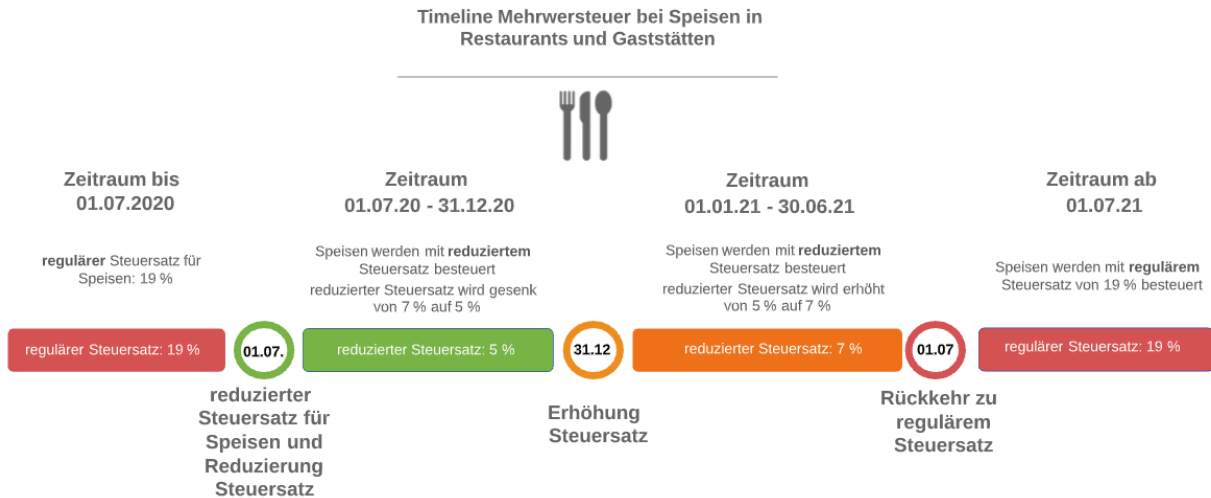 Timeline Mehrwersteuer bei Speisen in
Restaurants und Gaststätten
Zeitraum bis
01.07.2020
regulärer Steuersatz für
Speisen: 19 %
Zeitraum
01.07.20 - 31.12.20
Speisen werden mit reduziertem
Steuersatz besteuert
reduzierter Steuersatz wird gesenk
von 7 % auf 5 %
Zeitraum
01.01.21 - 30.06.21
Speisen werden mit reduziertem
Steuersatz besteuert
reduzierter Steuersatz wird erhöht
von 5 % auf 7 %
Zeitraum ab
01.07.21
Speisen werden mit regulärem
Steuersatz von 19 % besteuert
regulärer Steuersatz: 19 %
01.07.
reduzierter Steuersatz: 5 %
31.12
reduzierter Steuersatz: 7 %
01.07
regulärer Steuersatz: 19 %
reduzierter
Steuersatz für
Speisen und
Reduzierung
Steuersatz
Erhöhung
Steuersatz
Rückkehr zu
regulärem
Steuersatz